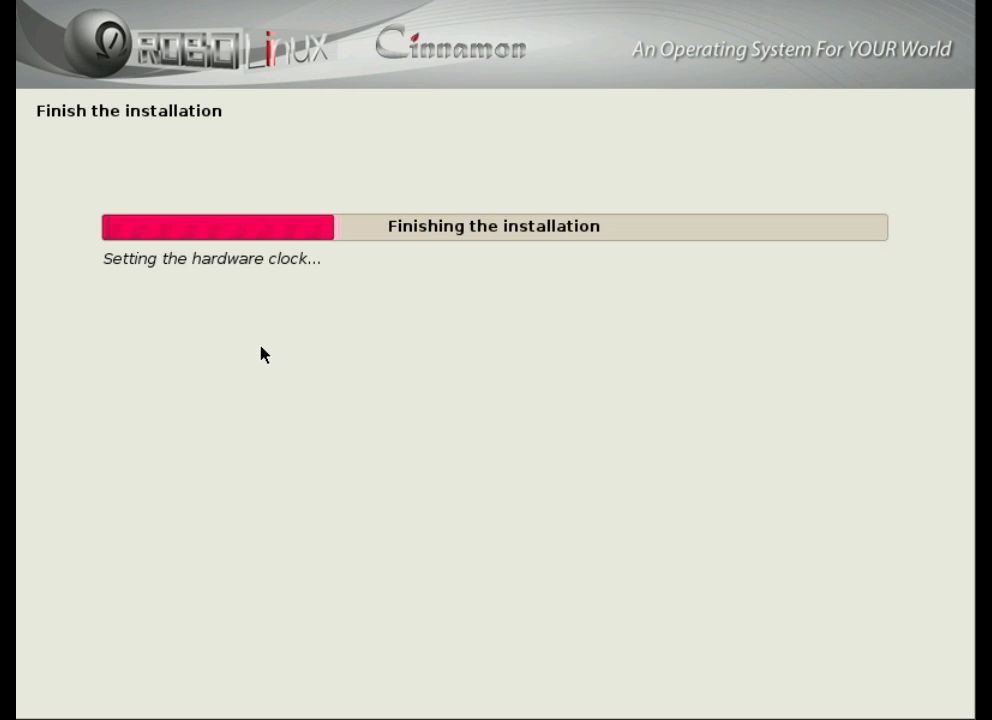 ROBOLinux Cinnamon An Operating System For YOUR World
Finish the installation
Finishing the installation
Setting the hardware clock...